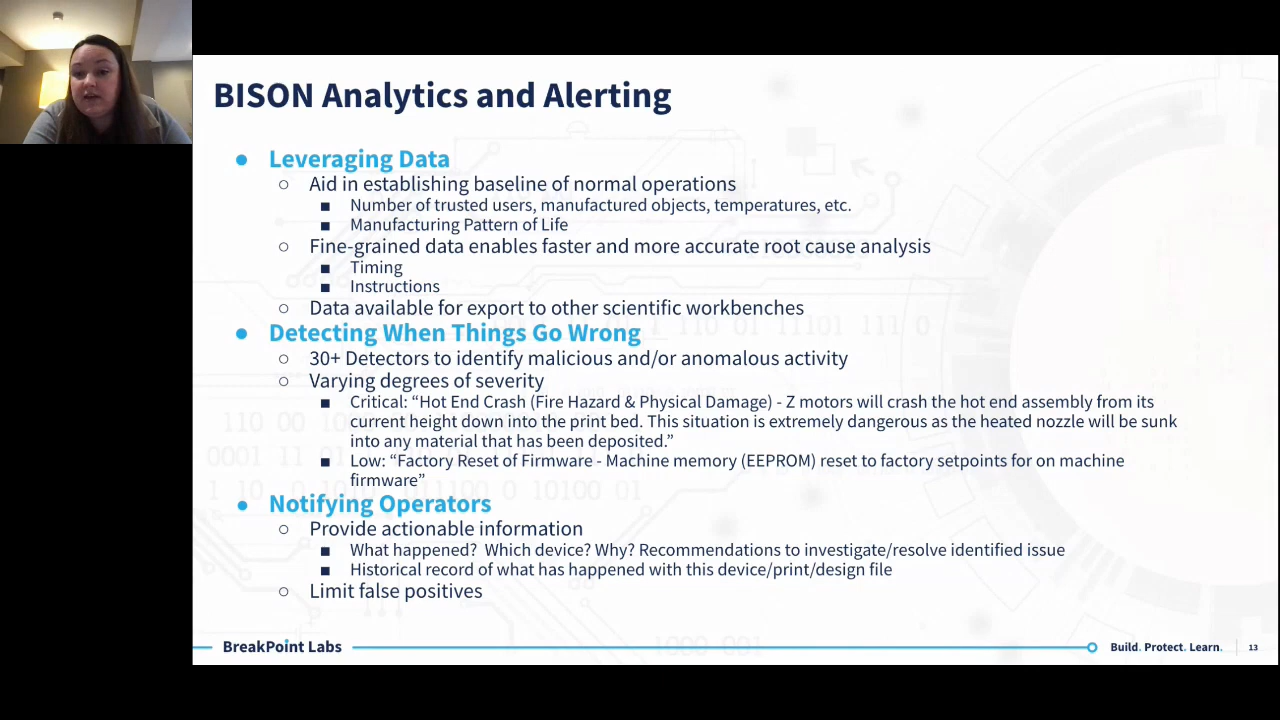 BISON Analytics and Alerting
● Leveraging Data
○ Aid in establishing baseline of normal operations
■ Number of trusted users, manufactured objects, temperatures, etc.
■ Manufacturing Pattern of Life
○ Fine-grained data enables faster and more accurate root cause analysis
■ Timing
■ Instructions
○ Data available for export to other scientific workbenches
● Detecting When Things Go Wrong
○ 30+ Detectors to identify malicious and/or anomalous activity
○ Varying degrees of severity
■ Critical: “Hot End Crash (Fire Hazard & Physical Damage) - Z motors will crash the hot end assembly from its
current height down into the print bed. This situation is extremely dangerous as the heated nozzle will be sunk
into any material that has been deposited.”
■ Low: “Factory Reset of Firmware - Machine memory (EEPROM) reset to factory setpoints for on machine
firmware”
● Notifying Operators
○ Provide actionable information
■ What happened?  Which device? Why? Recommendations to investigate/resolve identified issue
■ Historical record of what has happened with this device/print/design file
○ Limit false positives
BreakPoint Labs
Build. Protect. Learn.
13